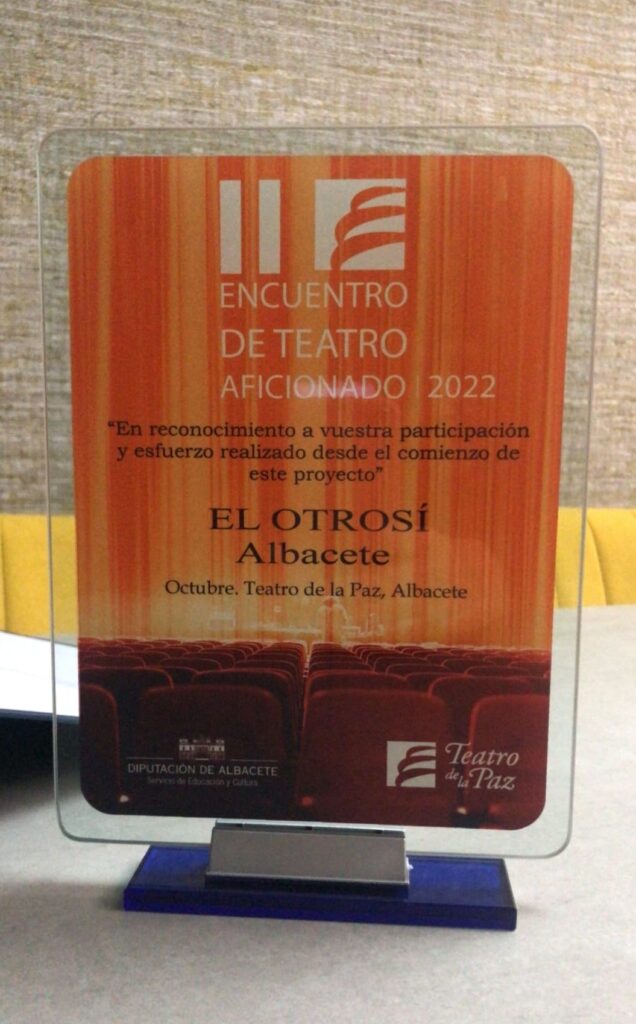 II
ENCUENTRO
DE TEATRO
AFICIONADO | 2022
“En reconocimiento a vuestra participación
y esfuerzo realizado desde el comienzo de
este proyecto”
EL OTROSÍ
Albacete
Octubre. Teatro de la Paz, Albacete
DIPUTACIÓN DE ALBACETE
Servicio de Educación y Cultura
Teatro
de la Paz